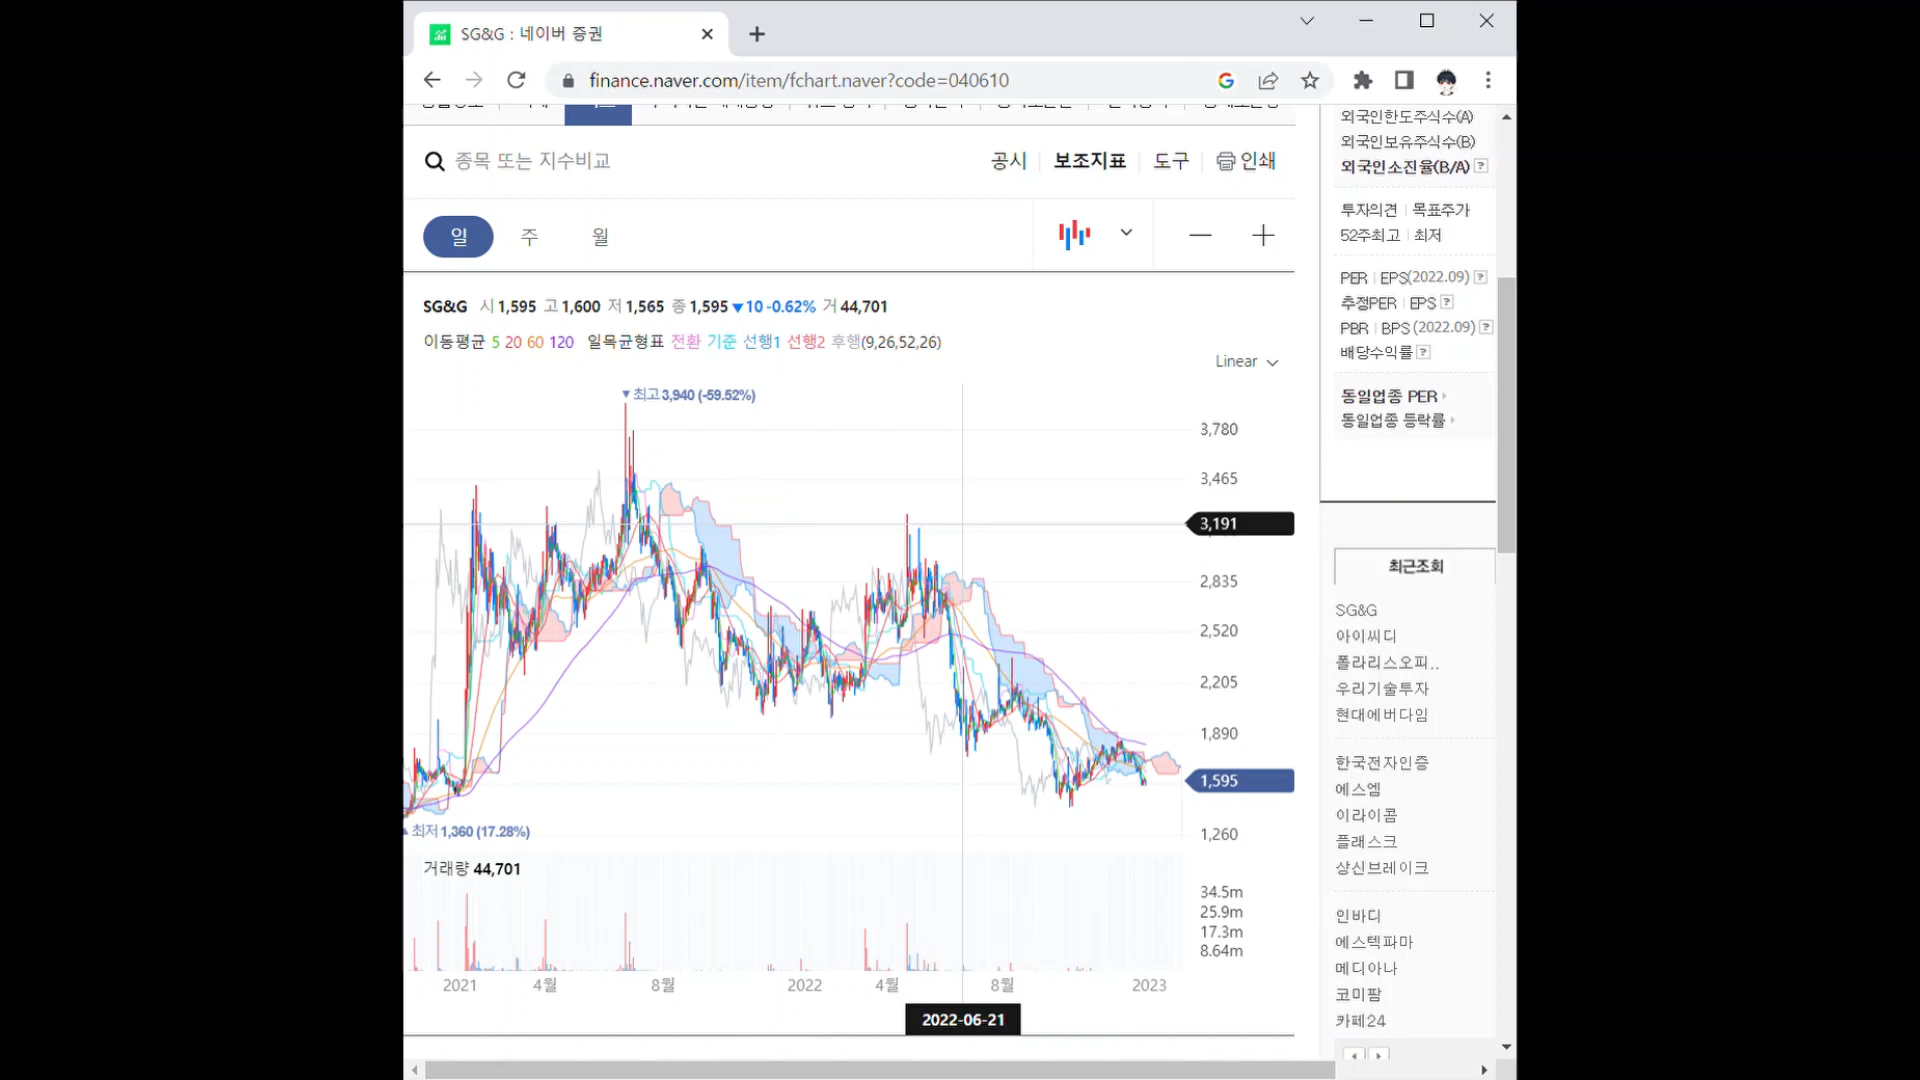 SG&G : 네이버 증권
finance.naver.com/item/fchart.naver?code=040610
종목 또는 지수비교
공시 보조지표 도구 인쇄
일 주 월
SG&G 시 1,595 고 1,600 저 1,565 종 1,595 ▼10 -0.62% 거 44,701
이동평균 5 20 60 120 일목균형표 전환 기준 선행1 선행2 후행(9,26,52,26)
Linear
▼최고 3,940 (-59.52%)
3,780
3,465
3,191
2,835
2,520
2,205
1,890
1,595
1,260
▲최저 1,360 (17.28%)
거래량 44,701
34.5m
25.9m
17.3m
8.64m
2021 4월 8월 2022 4월 8월 2023
2022-06-21
외국인한도주식수(A)
외국인보유주식수(B)
외국인소진율(B/A) ?
투자의견 | 목표주가
52주최고 | 최저
PER | EPS(2022.09) ?
추정PER | EPS ?
PBR | BPS (2022.09) ?
배당수익률 ?
동일업종 PER
동일업종 등락률
최근조회
SG&G
아이씨디
폴라리스오피..
우리기술투자
현대에버다임
한국전자인증
에스엠
이라이콤
플래스크
상신브레이크
인바디
에스텍파마
메디아나
코미팜
카페24